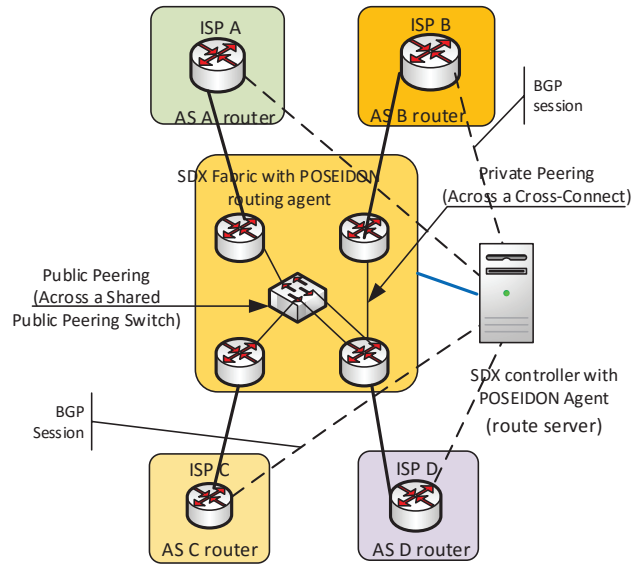 ISP A
AS A router
ISP B
AS B router
BGP
session
SDX Fabric with POSEIDON
routing agent
Private Peering
(Across a Cross-Connect)
Public Peering
(Across a Shared
Public Peering Switch)
SDX controller with
POSEIDON Agent
(route server)
BGP
Session
ISP C
AS C router
ISP D
AS D router